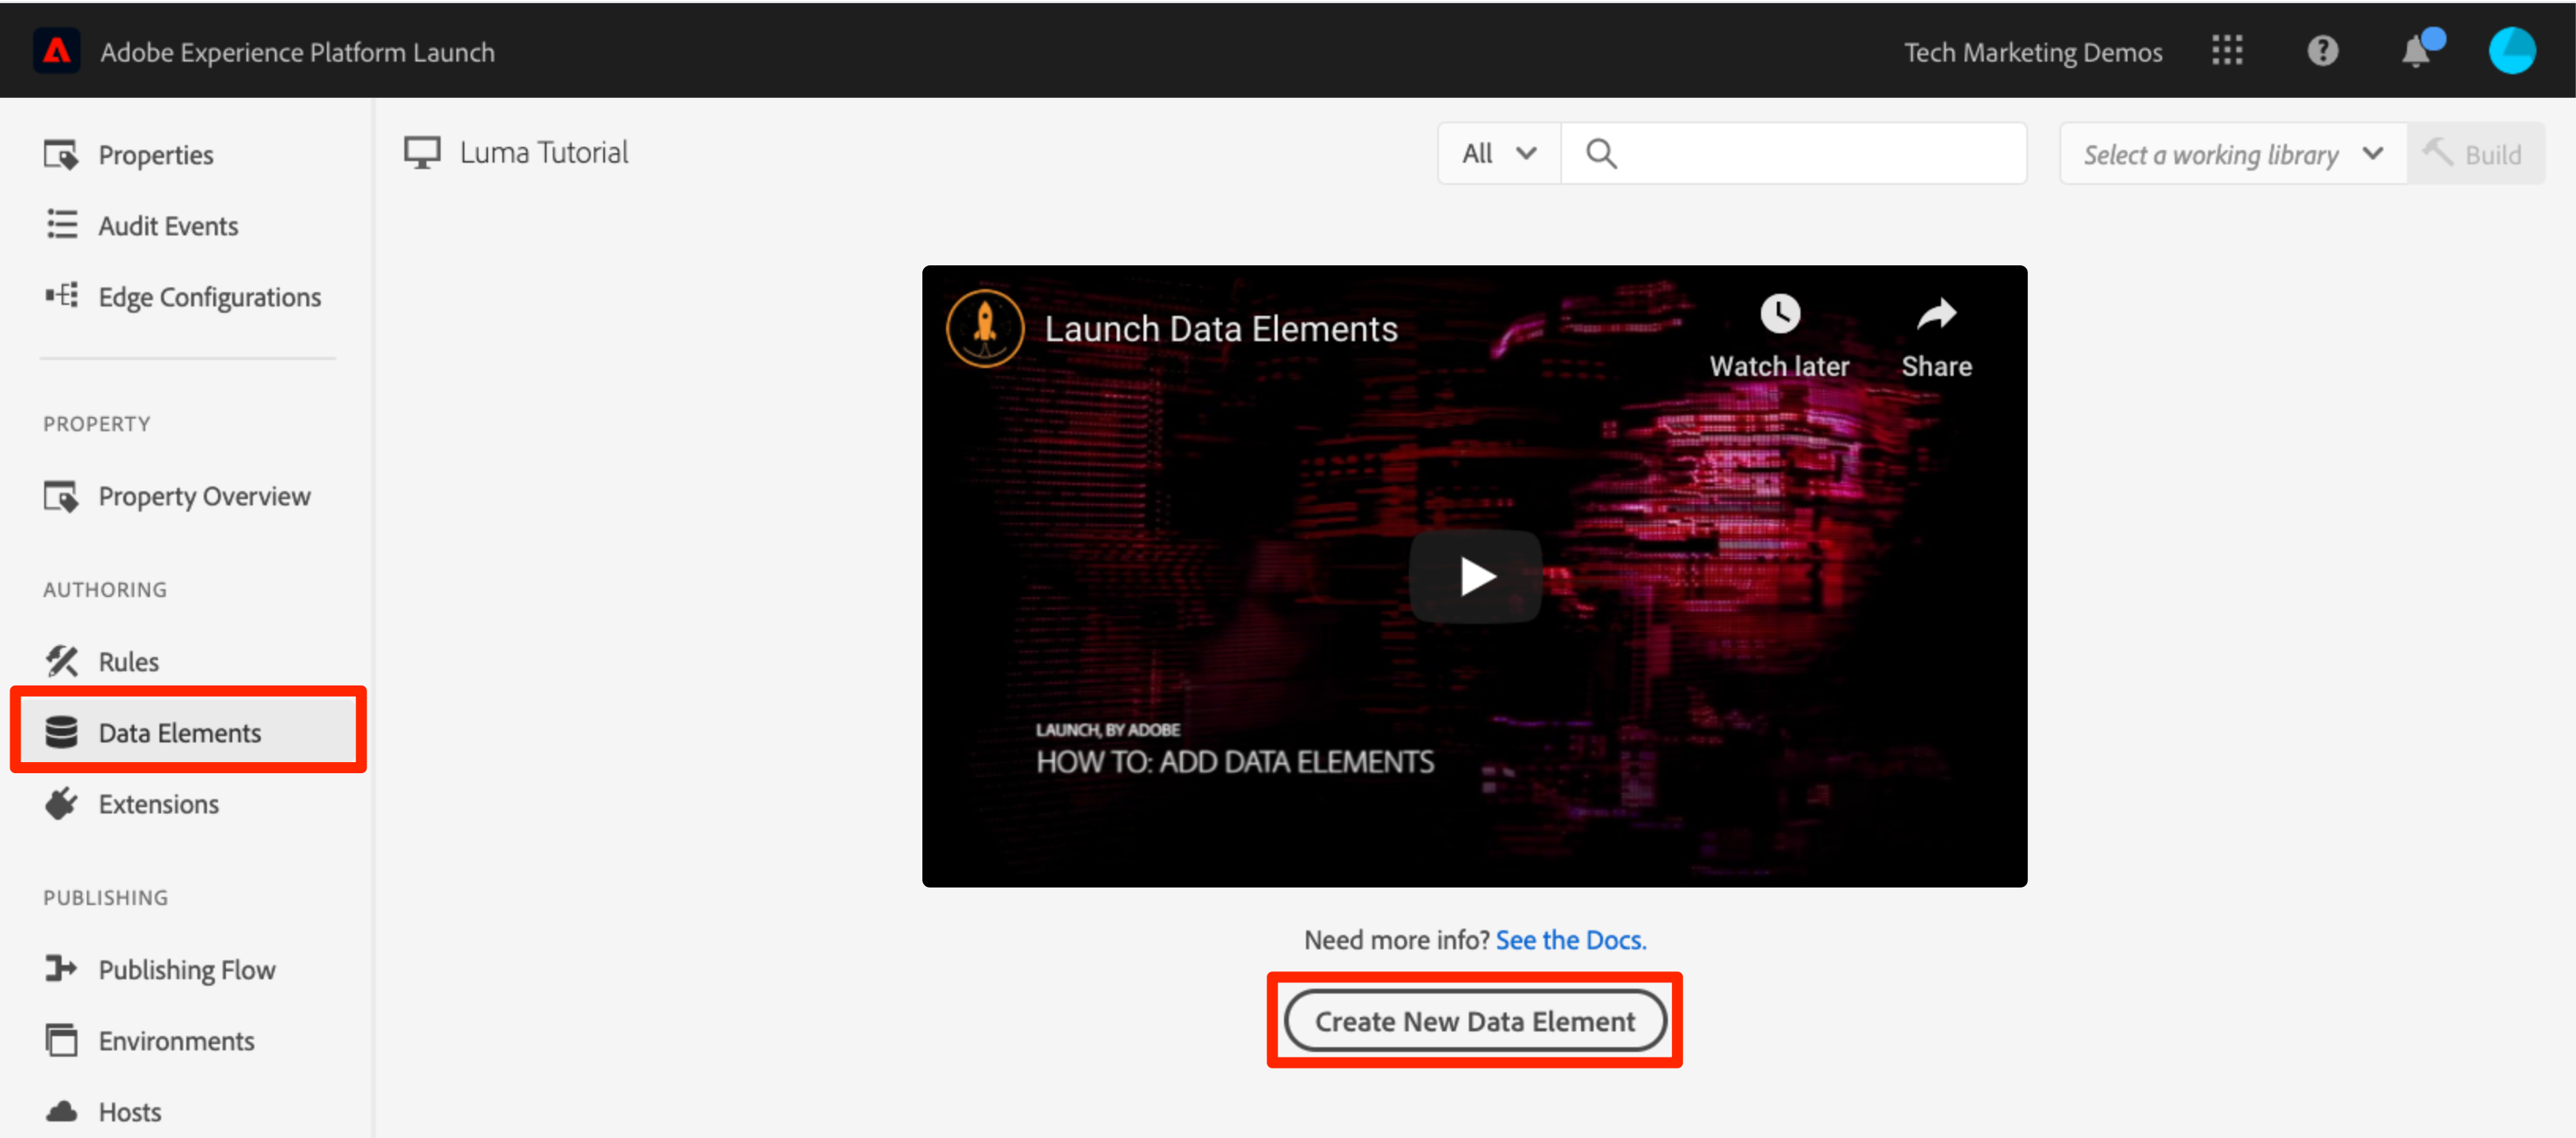 Adobe Experience Platform Launch
Tech Marketing Demos
Properties
Audit Events
Edge Configurations
PROPERTY
Property Overview
AUTHORING
Rules
Data Elements
Extensions
PUBLISHING
Publishing Flow
Environments
Hosts
Luma Tutorial
All
Select a working library
Build
Launch Data Elements
Watch later
Share
LAUNCH, BY ADOBE
HOW TO: ADD DATA ELEMENTS
Need more info? See the Docs.
Create New Data Element